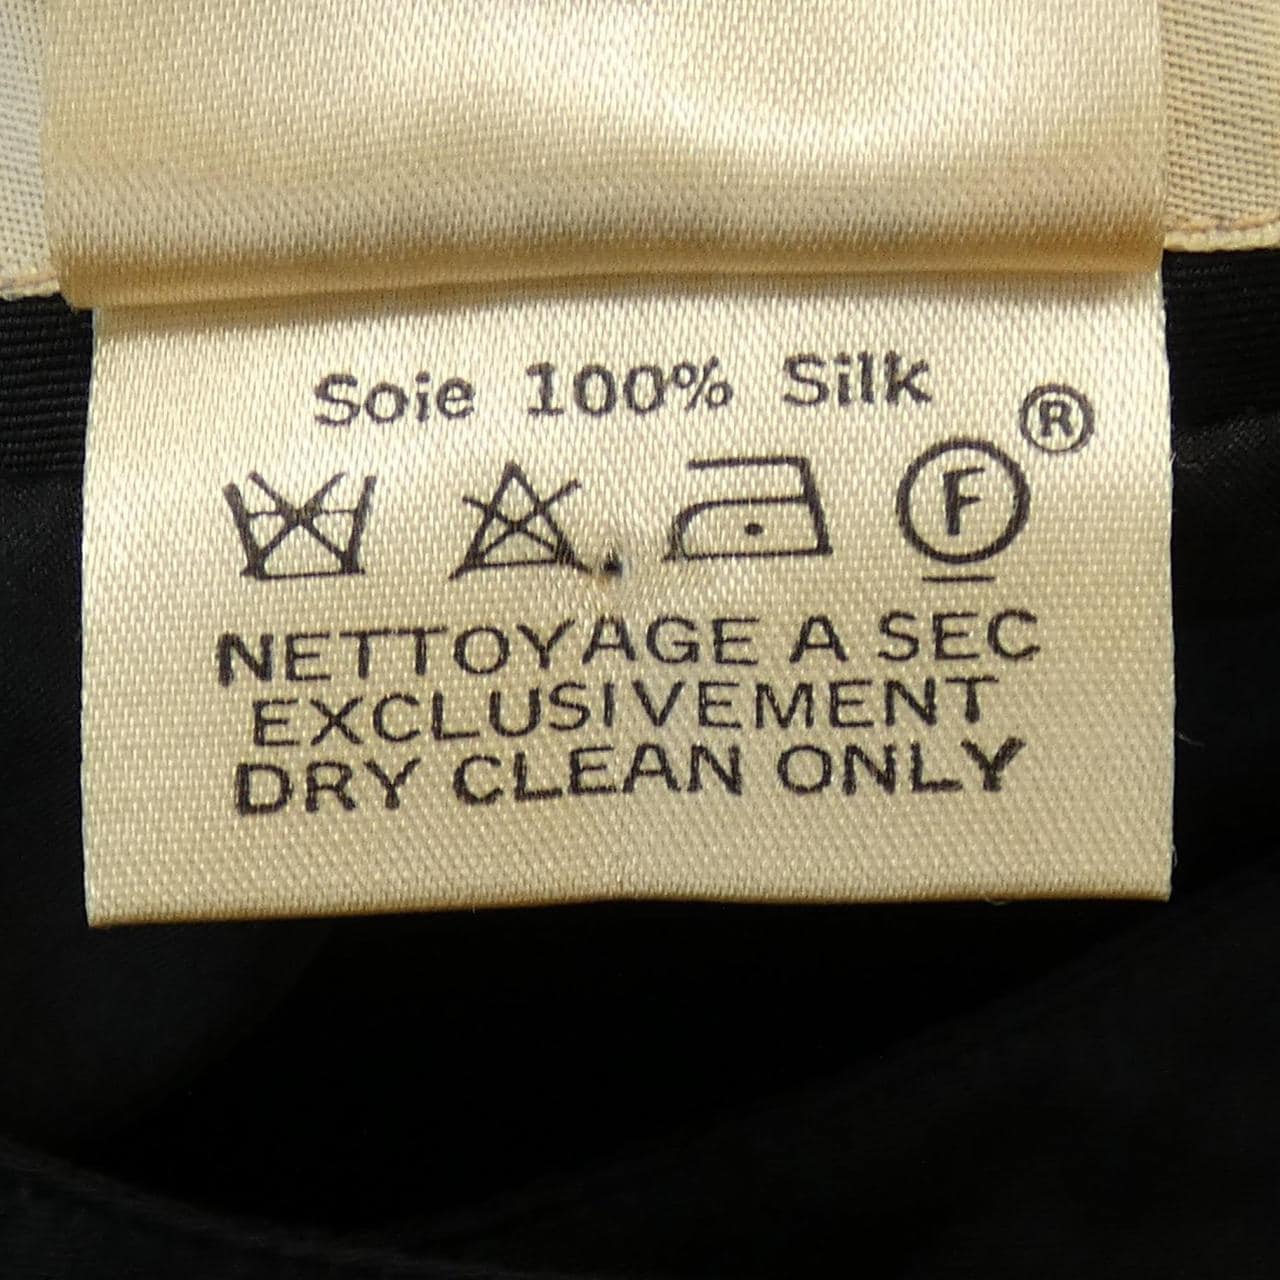 Soie 100% Silk
®
F
NETTOYAGE A SEC
EXCLUSIVEMENT
DRY CLEAN ONLY